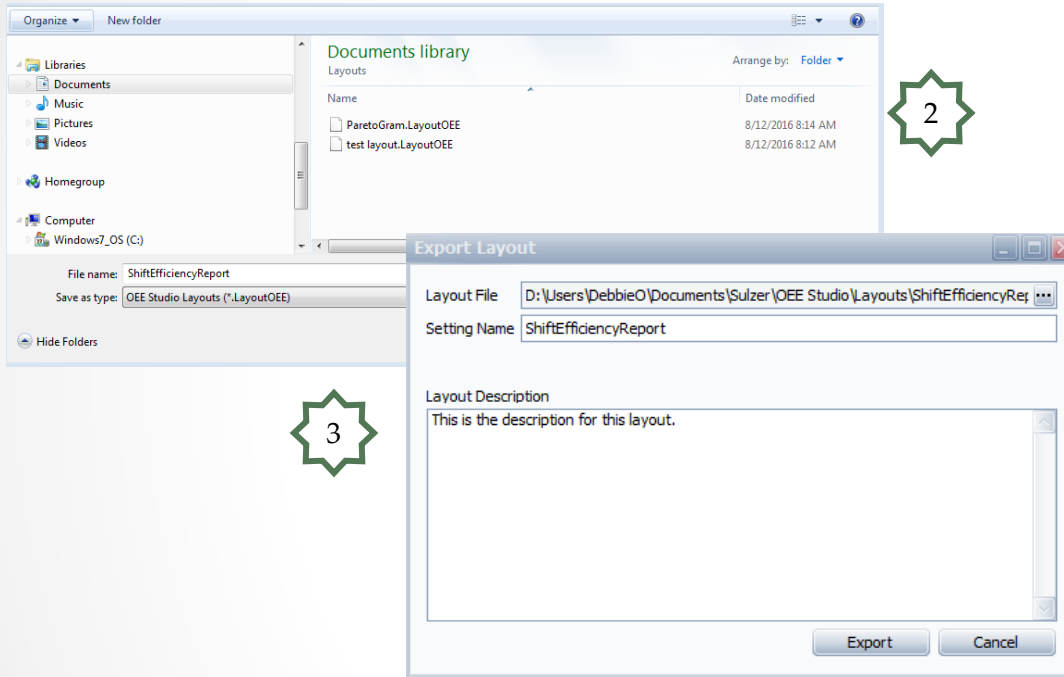 Organize New folder
Libraries
Documents
Music
Pictures
Videos
Homegroup
Computer
Windows7_OS (C:)
Documents library
Layouts
Arrange by: Folder
Name Date modified
ParetoGram.LayoutOEE 8/12/2016 8:14 AM
test layout.LayoutOEE 8/12/2016 8:12 AM
File name: ShiftEfficiencyReport
Save as type: OEE Studio Layouts (*.LayoutOEE)
Hide Folders
2
Export Layout
Layout File D:\Users\DebbieO\Documents\Sulzer\OEE Studio\Layouts\ShiftEfficiencyRep ...
Setting Name ShiftEfficiencyReport
Layout Description
This is the description for this layout.
Export Cancel
3